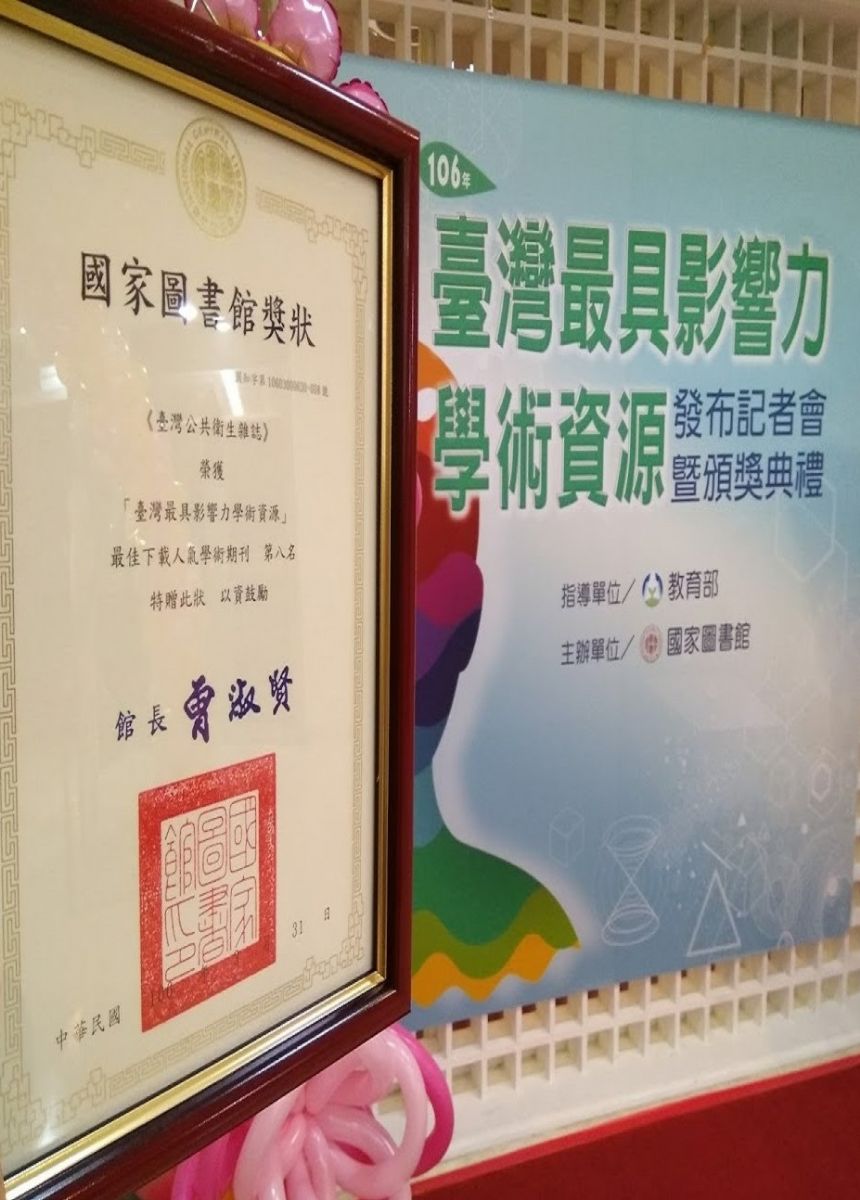 國家圖書館獎狀
《臺灣公共衛生雜誌》
榮獲
「臺灣最具影響力學術資源」
最佳下載人氣學術期刊 第八名
特贈此狀 以資鼓勵
館長 曾淑賢
國家圖書館之印
中華民國 106 年 31 日
106年
臺灣最具影響力
學術資源 發布記者會
暨頒獎典禮
指導單位/ 教育部
主辦單位/ 國家圖書館